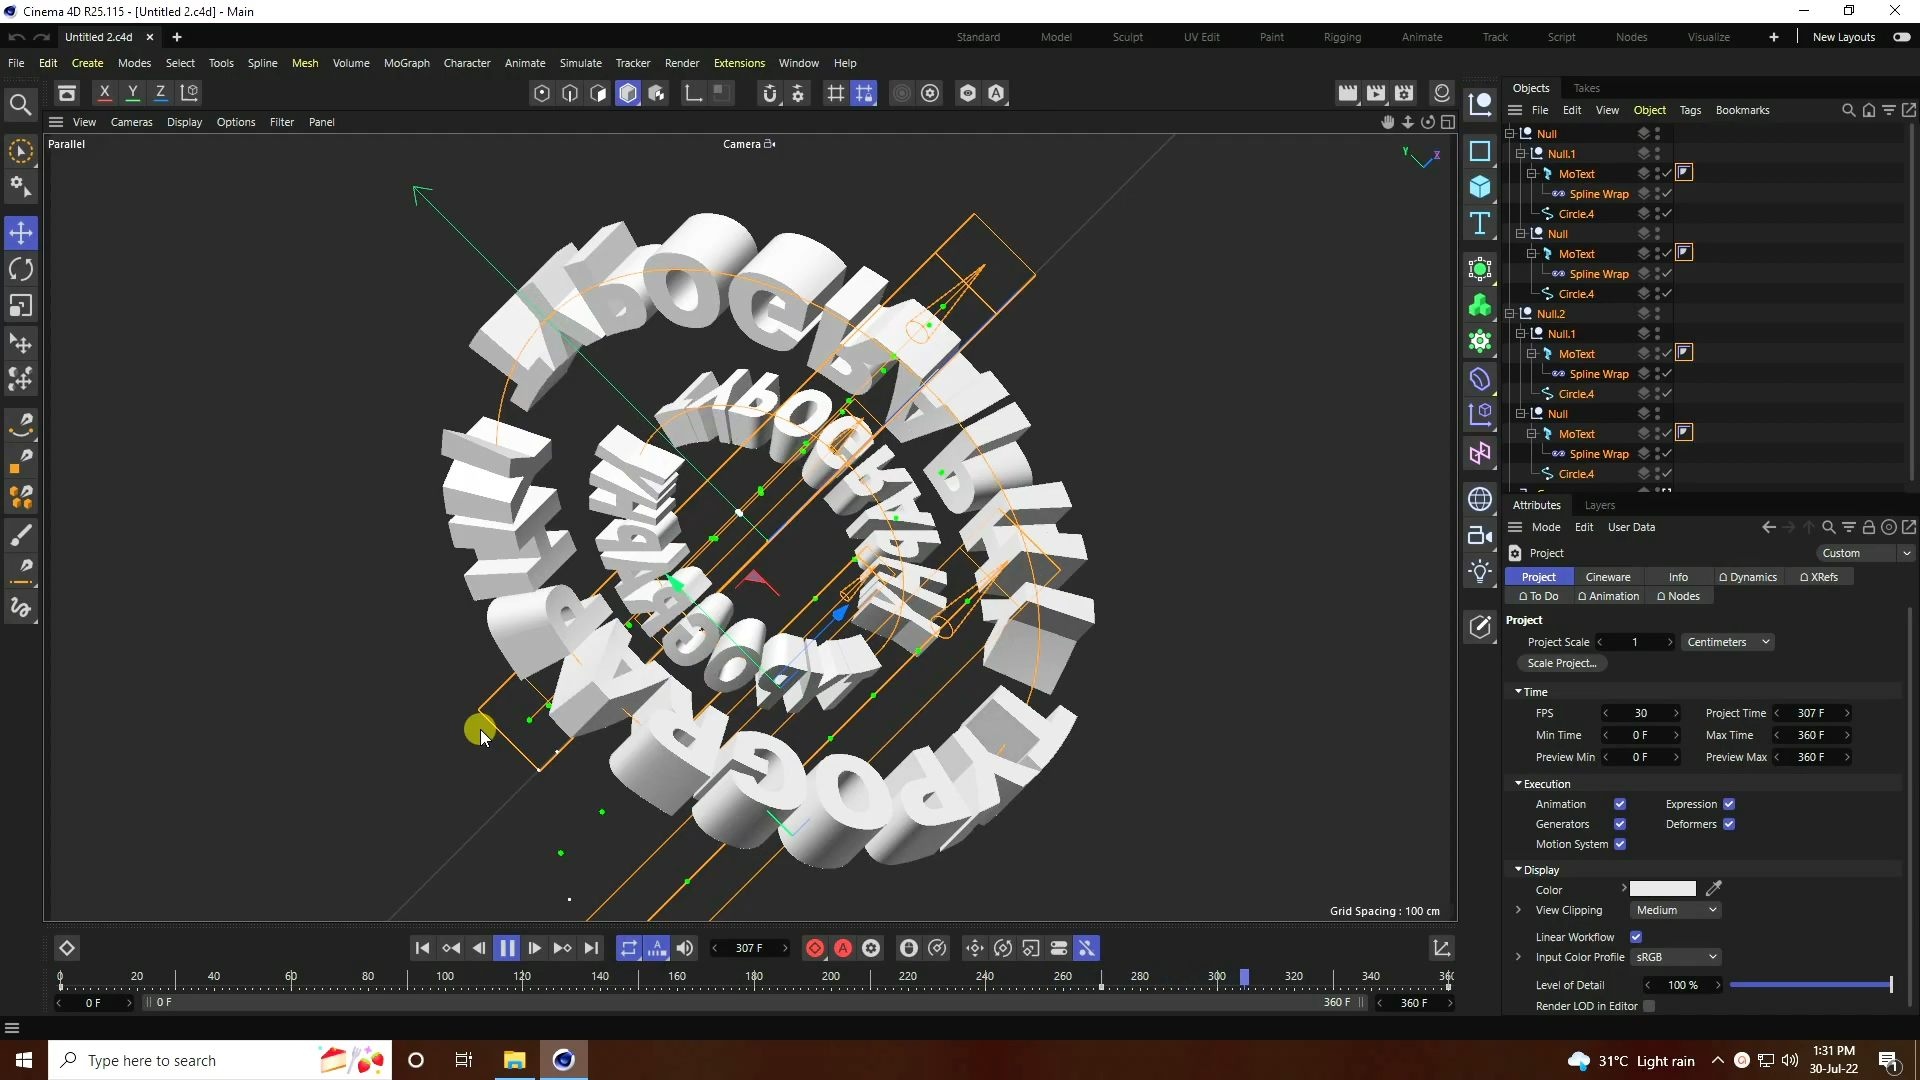 Cinema 4D R25.115 - [Untitled 2.c4d] - Main
Untitled 2.c4d
Standard Model Sculpt UV Edit Paint Rigging Animate Track Script Nodes Visualize New Layouts
File Edit Create Modes Select Tools Spline Mesh Volume MoGraph Character Animate Simulate Tracker Render Extensions Window Help
X Y Z
View Cameras Display Options Filter Panel
Parallel
Camera
Y X
Grid Spacing : 100 cm
Objects Takes
File Edit View Object Tags Bookmarks
Null
Null.1
MoText
Spline Wrap
Circle.4
Null
MoText
Spline Wrap
Circle.4
Null.2
Null.1
MoText
Spline Wrap
Circle.4
Null
MoText
Spline Wrap
Circle.4
Attributes Layers
Mode Edit User Data
Project
Custom
Project Cineware Info Dynamics XRefs
To Do Animation Nodes
Project
Project Scale 1 Centimeters
Scale Project...
Time
FPS 30 Project Time 307 F
Min Time 0 F Max Time 360 F
Preview Min 0 F Preview Max 360 F
Execution
Animation Expression
Generators Deformers
Motion System
Display
Color
View Clipping Medium
Linear Workflow
Input Color Profile sRGB
Level of Detail 100 %
Render LOD in Editor
307 F
0 20 40 60 80 100 120 140 160 180 200 220 240 260 280 300 320 340
0 F 0 F 360 F 360 F
Type here to search
31°C Light rain
1:31 PM
30-Jul-22
1